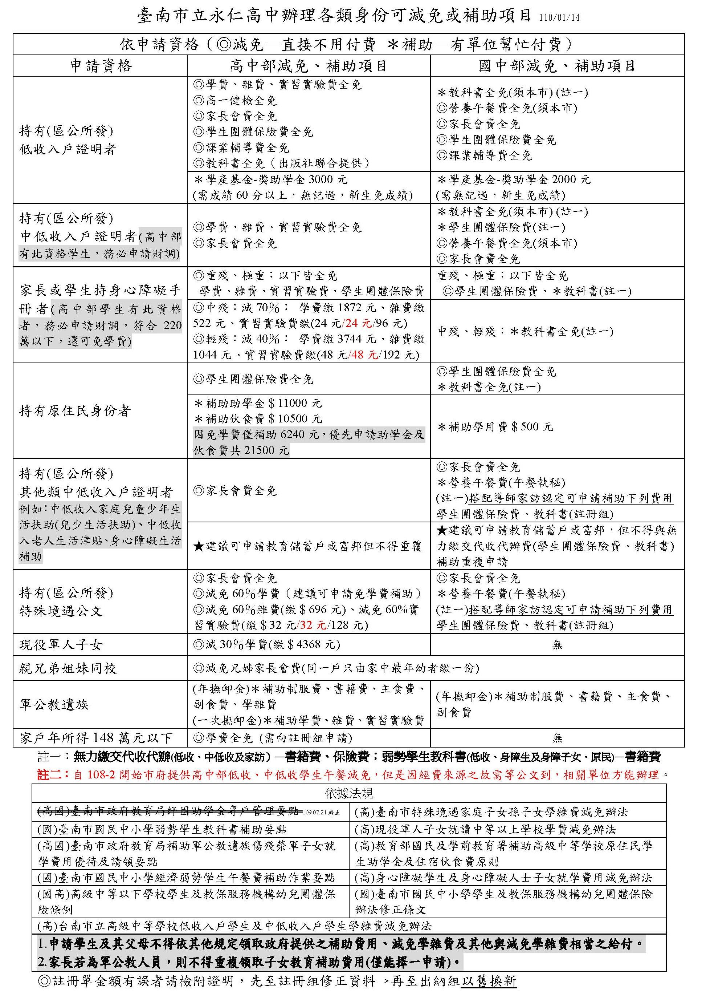 臺南市立永仁高中辦理各類身份可減免或補助項目 110/01/14
依申請資格（◎減免—直接不用付費 ＊補助—有單位幫忙付費）
申請資格
高中部減免、補助項目
國中部減免、補助項目
持有(區公所發)
低收入戶證明者
◎學費、雜費、實習實驗費全免
◎高一健檢全免
◎家長會費全免
◎學生團體保險費全免
◎課業輔導費全免
◎教科書全免（出版社聯合提供）
＊教科書全免(須本市)(註一)
◎營養午餐費全免(須本市)
◎家長會費全免
◎學生團體保險費全免
◎課業輔導費全免
＊學產基金-獎助學金 3000 元
(需成績 60 分以上，無記過，新生免成績)
＊學產基金-獎助學金 2000 元
(需無記過，新生免成績)
持有(區公所發)
中低收入戶證明者(高中部
有此資格學生，務必申請財調)
◎學費、雜費、實習實驗費全免
◎家長會費全免
＊教科書全免(須本市)(註一)
＊學生團體保險費(註一)
◎營養午餐費全免(須本市)
◎家長會費全免
家長或學生持身心障礙手
冊者(高中部學生有此資格
者，務必申請財調，符合 220
萬以下，還可免學費)
◎重殘、極重：以下皆全免
學費、雜費、實習實驗費、學生團體保險費
重殘、極重：以下皆全免
◎學生團體保險費、＊教科書(註一)
◎中殘：減 70%： 學費繳 1872 元、雜費繳
522 元、實習實驗費繳(24 元/24 元/96 元)
◎輕殘：減 40%： 學費繳 3744 元、雜費繳
1044 元、實習實驗費繳(48 元/48 元/192 元)
中殘、輕殘：＊教科書全免(註一)
持有原住民身份者
◎學生團體保險費全免
◎學生團體保險費全免
＊教科書全免(註一)
＊補助助學金＄11000 元
＊補助伙食費＄10500 元
因免學費僅補助 6240 元，優先申請助學金及
伙食費共 21500 元
＊補助學用費＄500 元
持有(區公所發)
其他類中低收入戶證明者
例如：中低收入家庭兒童少年生
活扶助(兒少生活扶助)、中低收
入老人生活津貼、身心障礙生活
補助
◎家長會費全免
◎家長會費全免
＊營養午餐費(午餐執秘)
(註一)搭配導師家訪認定可申請補助下列費用
學生團體保險費、教科書(註冊組)
★建議可申請教育儲蓄戶或富邦但不得重覆
★建議可申請教育儲蓄戶或富邦，但不得與無
力繳交代收代辦費(學生團體保險費、教科書)
補助重複申請
持有(區公所發)
特殊境遇公文
◎家長會費全免
◎減免 60%學費（建議可申請免學費補助）
◎減免 60%雜費(繳＄696 元)、減免 60%實
習實驗費(繳＄32 元/32 元/128 元)
◎家長會費全免
＊營養午餐費(午餐執秘)
(註一)搭配導師家訪認定可申請補助下列費用
學生團體保險費、教科書(註冊組)
現役軍人子女
◎減 30%學費(繳＄4368 元)
無
親兄弟姐妹同校
◎減免兄姊家長會費(同一戶只由家中最年幼者繳一份)
軍公教遺族
(年撫卹金)＊補助制服費、書籍費、主食費、
副食費、學雜費
(一次撫卹金)＊補助學費、雜費、實習實驗費
(年撫卹金)＊補助制服費、書籍費、主食費、
副食費
家戶年所得 148 萬元以下
◎學費全免 (需向註冊組申請)
無
註一：無力繳交代收代辦(低收、中低收及家訪）—書籍費、保險費；弱勢學生教科書(低收、身障生及身障子女、原民)—書籍費
註二：自 108-2 開始市府提供高中部低收、中低收學生午餐減免，但是因經費來源之故需等公文到，相關單位方能辦理。
依據法規
(高國)臺南市政府教育局紓困助學金專戶管理要點 109.07.21 廢止
(高)臺南市特殊境遇家庭子女孫子女學雜費減免辦法
(國)臺南市國民中小學弱勢學生教科書補助要點
(高)現役軍人子女就讀中等以上學校學費減免辦法
(高國)臺南市政府教育局補助軍公教遺族傷殘榮軍子女就
學費用優待及請領要點
(高)教育部國民及學前教育署補助高級中等學校原住民學
生助學金及住宿伙食費原則
(國)臺南市國民中小學經濟弱勢學生午餐費補助作業要點
(高)身心障礙學生及身心障礙人士子女就學費用減免辦法
(國高)高級中等以下學校學生及教保服務機構幼兒團體保
險條例
(國)臺南市國民中小學學生及教保服務機構幼兒團體保險
辦法修正條文
(高)台南市立高級中等學校低收入戶學生及中低收入戶學生學雜費減免辦法
1.申請學生及其父母不得依其他規定領取政府提供之補助費用、減免學雜費及其他與減免學雜費相當之給付。
2.家長若為軍公教人員，則不得重複領取子女教育補助費用(僅能擇一申請)。
◎註冊單金額有誤者請檢附證明，先至註冊組修正資料→再至出納組以舊換新